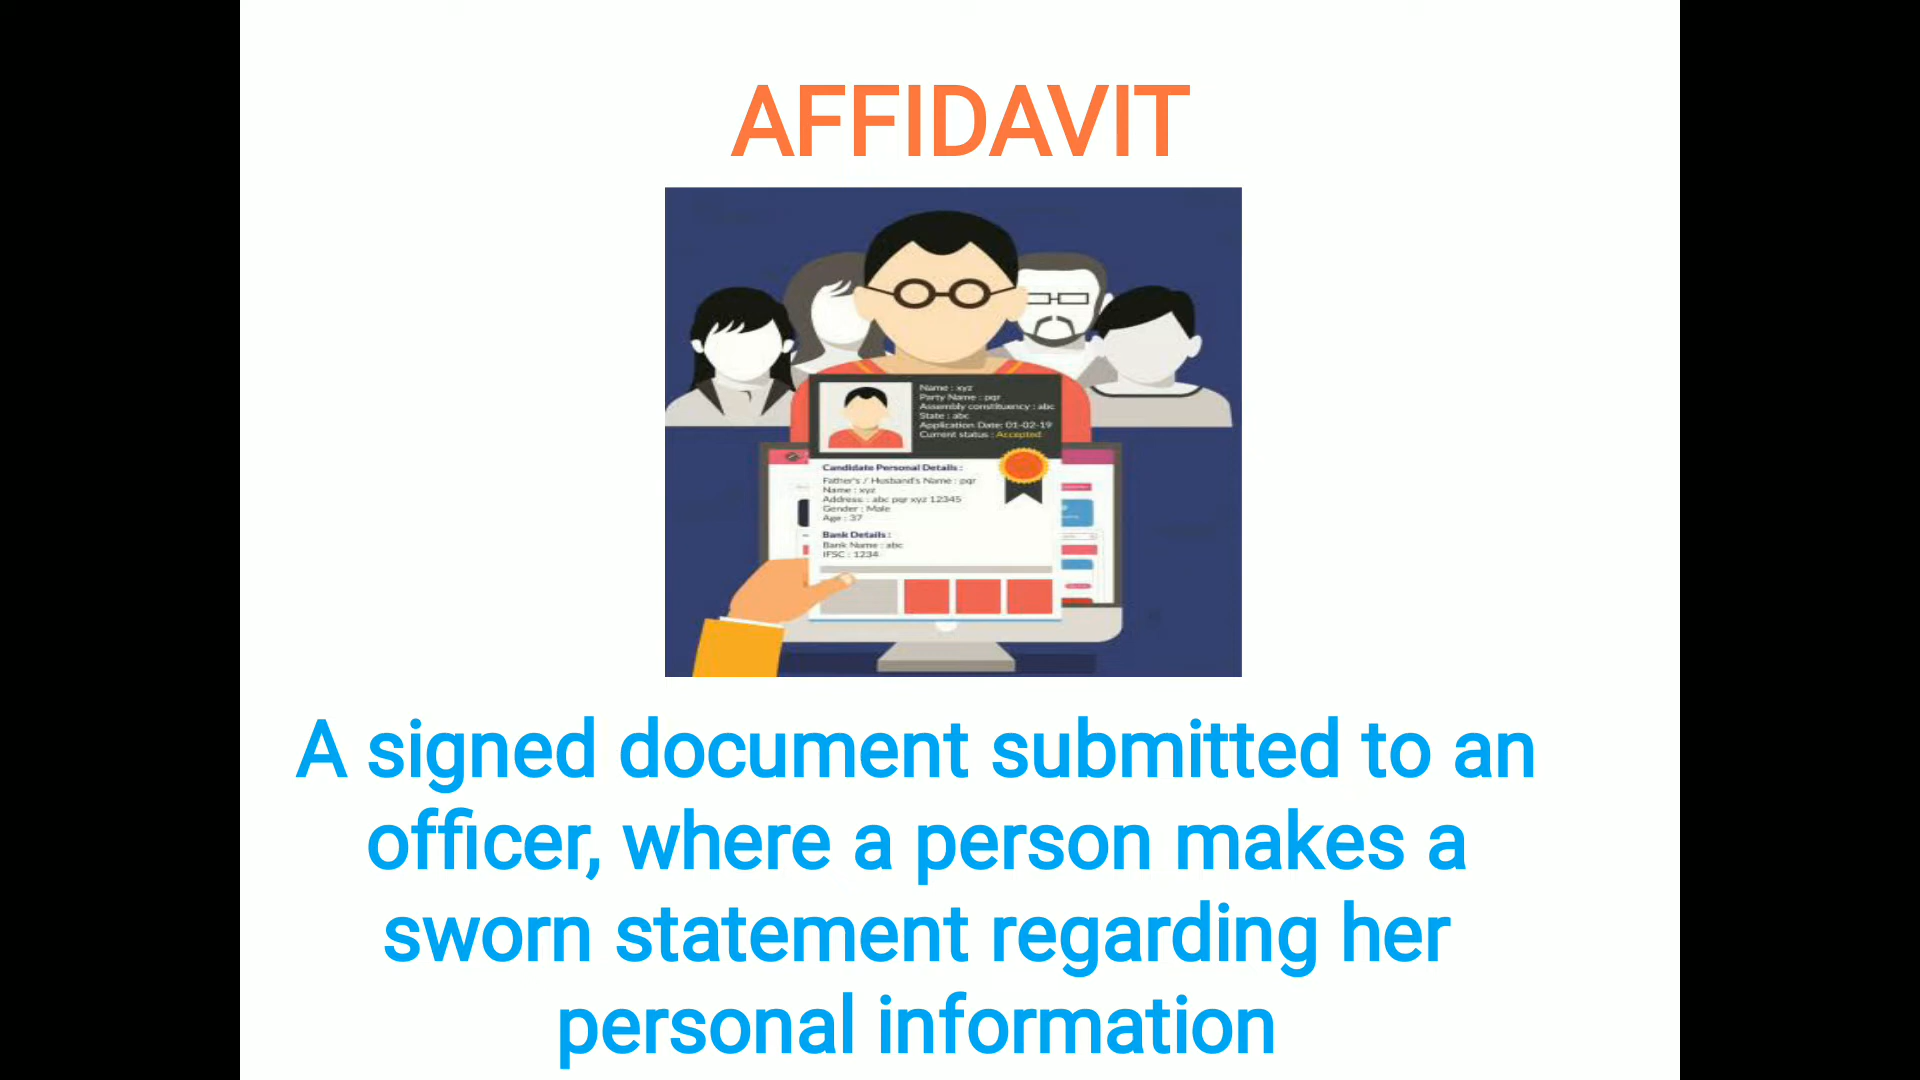 AFFIDAVIT
Name : xyz
Party Name : pqr
Assembly constituency : abc
State : abc
Application Date: 01-02-19
Current status : Accepted
Candidate Personal Details :
Father's / Husband's Name : pqr
Name : xyz
Address : abc pqr xyz 12345
Gender : Male
Age : 37
Bank Details :
Bank Name : abc
IFSC : 1234
A signed document submitted to an
officer, where a person makes a
sworn statement regarding her
personal information